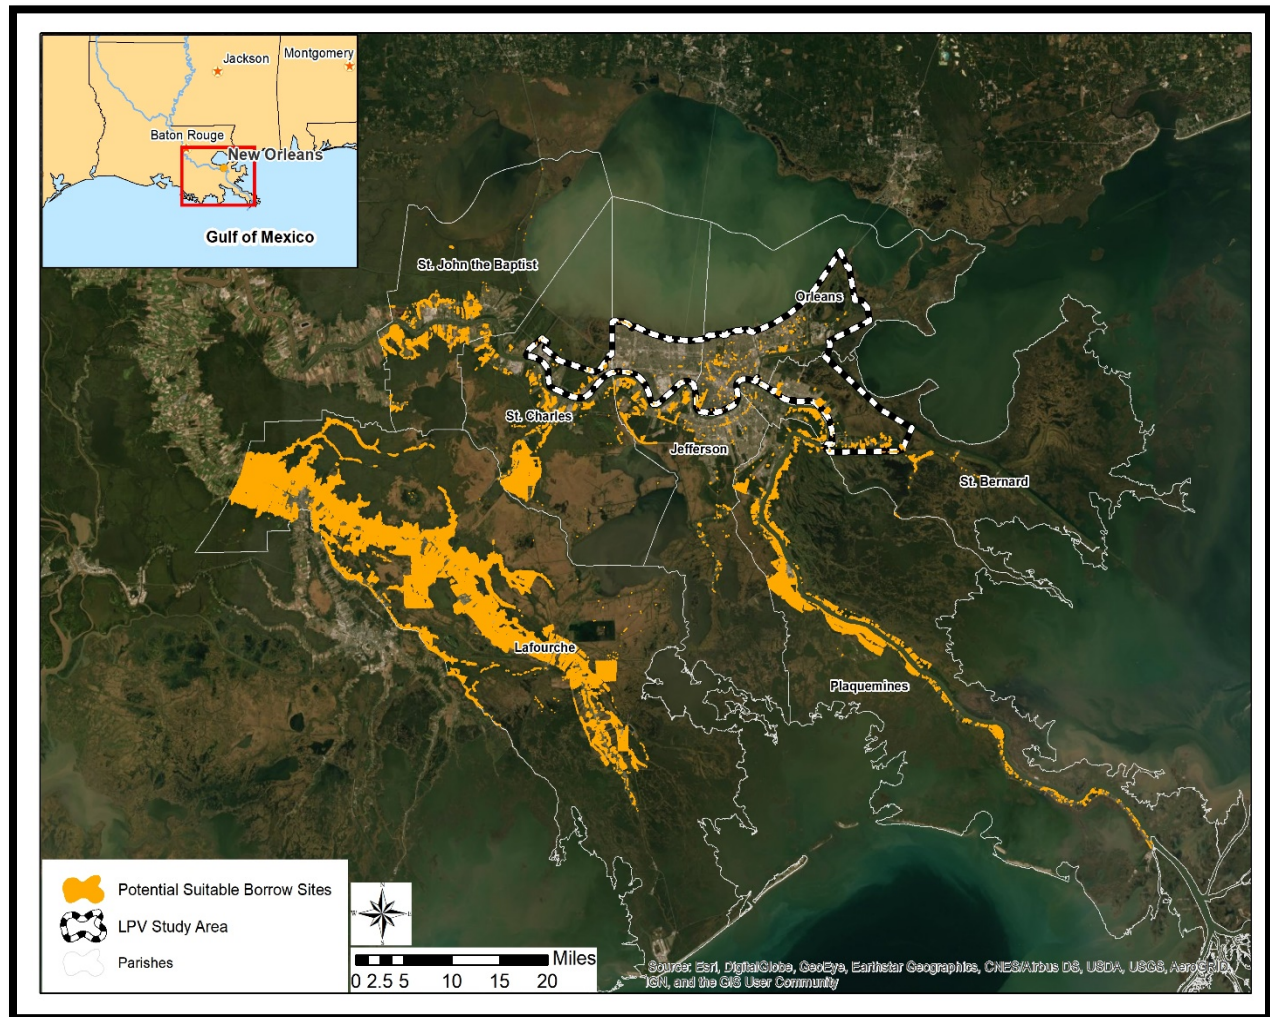 Jackson
Montgomery
Baton Rouge
New Orleans
Gulf of Mexico
St. John the Baptist
Orleans
St. Charles
Jefferson
St. Bernard
Lafourche
Plaquemines
Potential Suitable Borrow Sites
LPV Study Area
Parishes
N
W
E
S
Miles
0 2.5 5 10 15 20
Source: Esri, DigitalGlobe, GeoEye, Earthstar Geographics, CNES/Airbus DS, USDA, USGS, AeroGRID,
IGN, and the GIS User Community